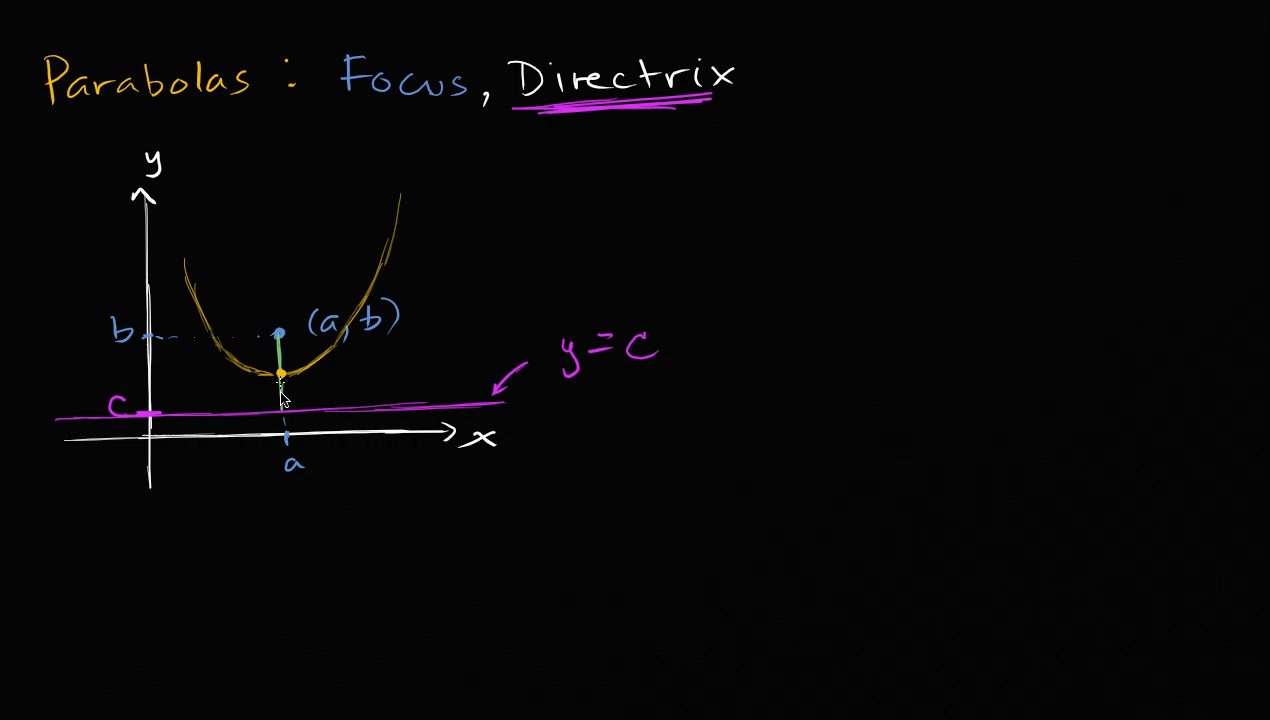 Parabolas : Focus, Directrix
y
(a, b)
b
y = c
c
x
a